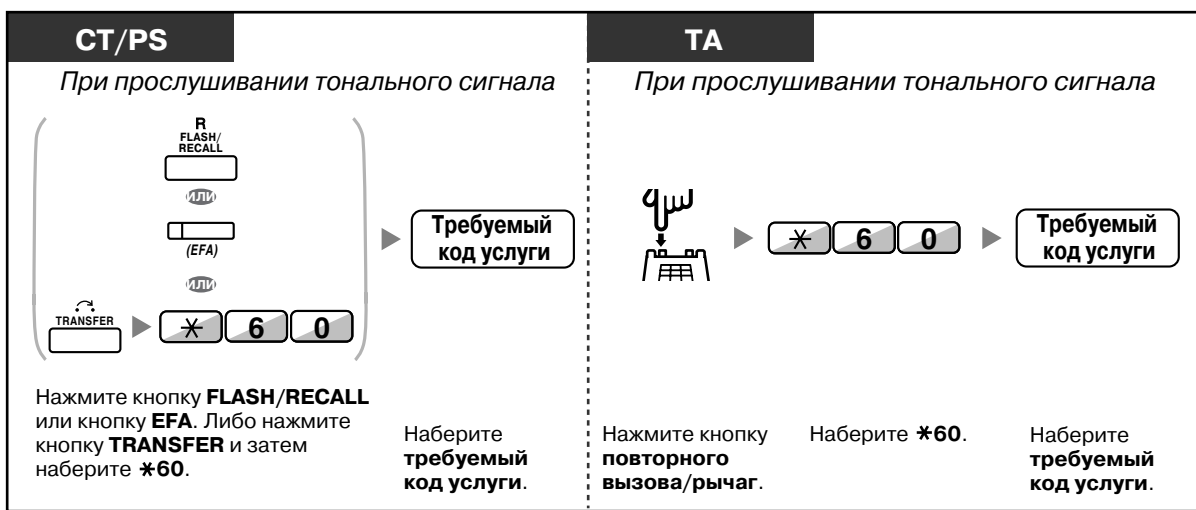 CT/PS
При прослушивании тонального сигнала
R
FLASH/
RECALL
или
(EFA)
или
TRANSFER
* 6 0
Требуемый
код услуги
Нажмите кнопку FLASH/RECALL
или кнопку EFA. Либо нажмите
кнопку TRANSFER и затем
наберите *60.
Наберите
требуемый
код услуги.
TA
При прослушивании тонального сигнала
* 6 0
Требуемый
код услуги
Нажмите кнопку
повторного
вызова/рычаг.
Наберите *60.
Наберите
требуемый
код услуги.